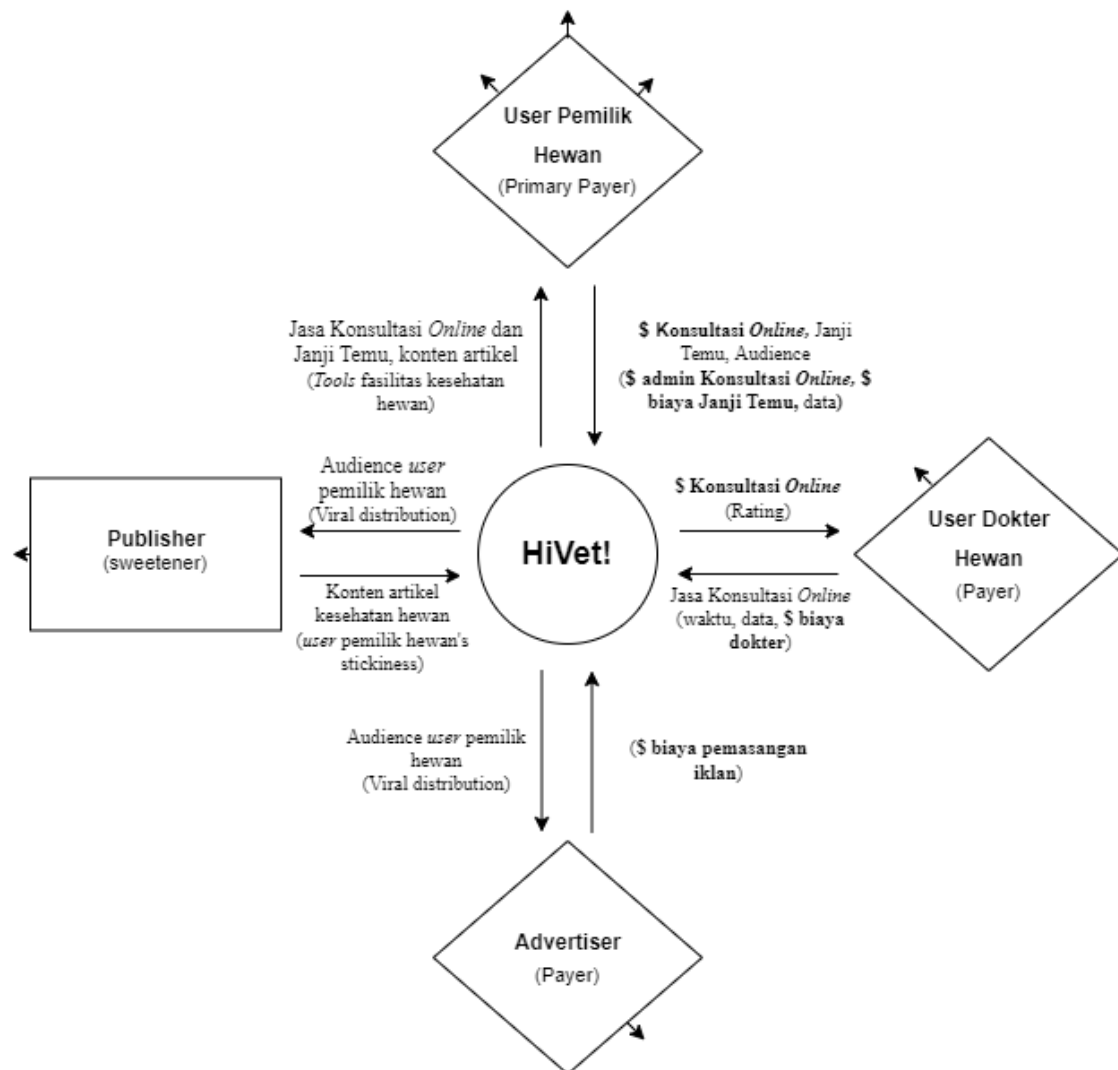 User Pemilik
Hewan
(Primary Payer)
Jasa Konsultasi Online dan
Janji Temu, konten artikel
(Tools fasilitas kesehatan
hewan)
$ Konsultasi Online, Janji
Temu, Audience
($ admin Konsultasi Online, $
biaya Janji Temu, data)
Audience user
pemilik hewan
(Viral distribution)
Publisher
(sweetener)
Konten artikel
kesehatan hewan
(user pemilik hewan's
stickiness)
HiVet!
$ Konsultasi Online
(Rating)
Jasa Konsultasi Online
(waktu, data, $ biaya
dokter)
User Dokter
Hewan
(Payer)
Audience user pemilik
hewan
(Viral distribution)
($ biaya pemasangan
iklan)
Advertiser
(Payer)